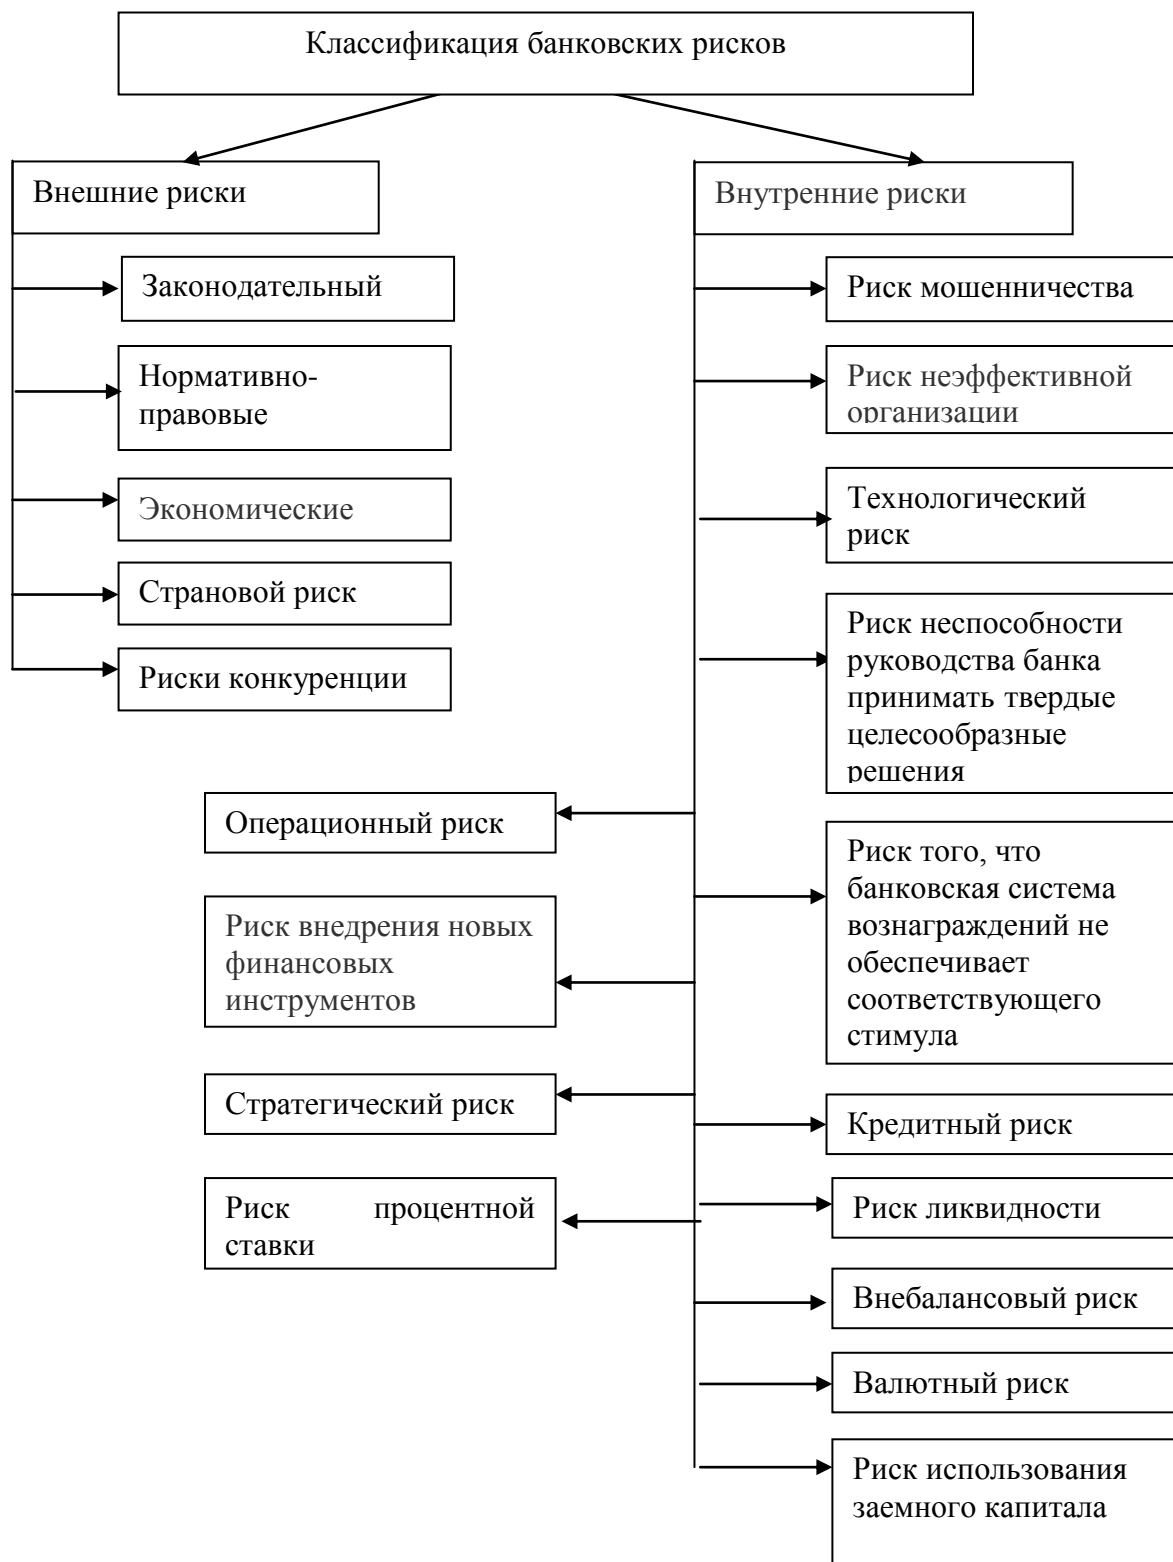 Классификация банковских рисков
Внешние риски
Законодательный
Нормативно-
правовые
Экономические
Страновой риск
Риски конкуренции
Внутренние риски
Риск мошенничества
Риск неэффективной
организации
Технологический
риск
Риск неспособности
руководства банка
принимать твердые
целесообразные
решения
Риск того, что
банковская система
вознаграждений не
обеспечивает
соответствующего
стимула
Кредитный риск
Риск ликвидности
Внебалансовый риск
Валютный риск
Риск использования
заемного капитала
Операционный риск
Риск внедрения новых
финансовых
инструментов
Стратегический риск
Риск процентной
ставки